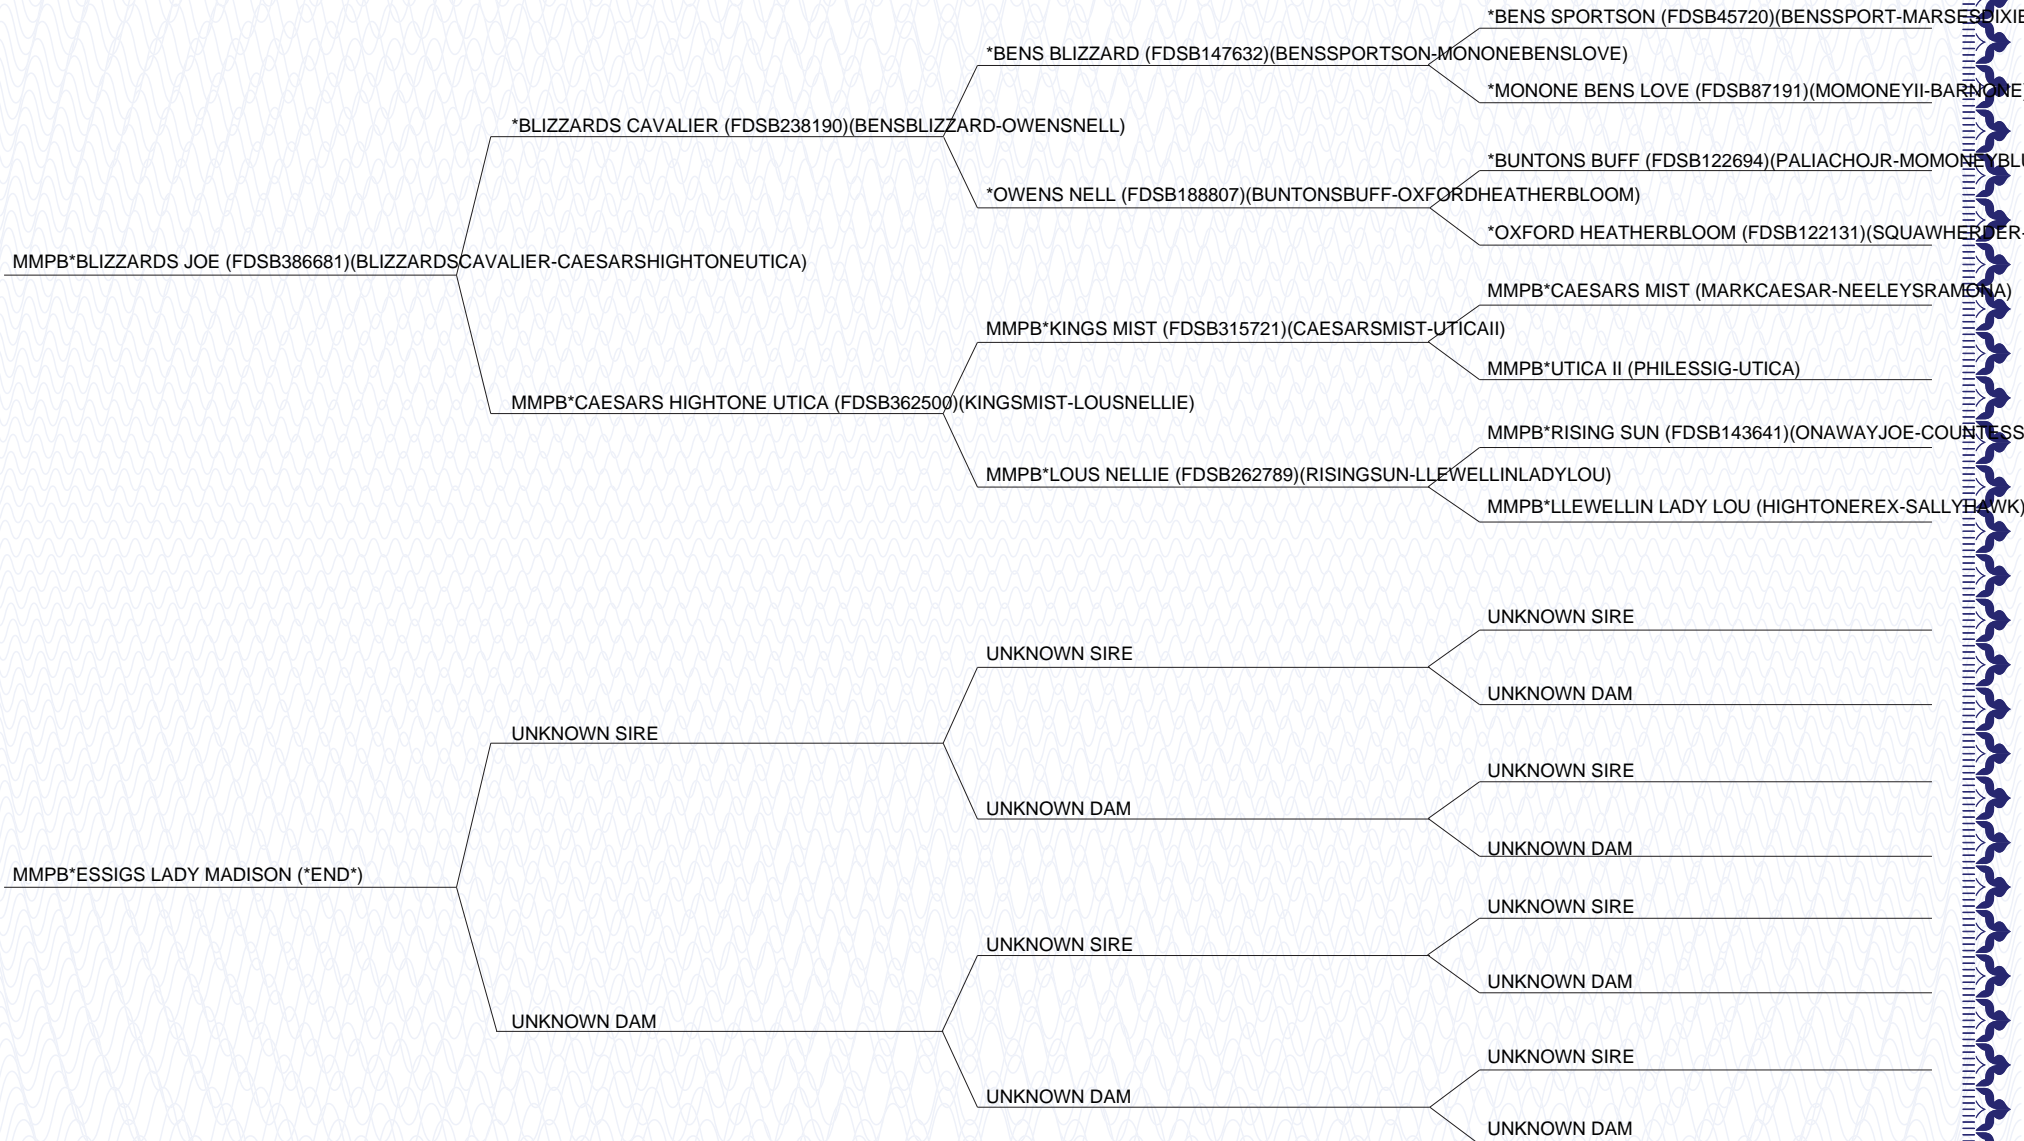 *BENS SPORTSON (FDSB45720)(BENSSPORT-MARSESDIXIE
*BENS BLIZZARD (FDSB147632)(BENSSPORTSON-MONONEBENSLOVE)
*MONONE BENS LOVE (FDSB87191)(MOMONEYII-BARNONE)
*BLIZZARDS CAVALIER (FDSB238190)(BENSBLIZZARD-OWENSNELL)
*BUNTONS BUFF (FDSB122694)(PALIACHOJR-MOMONEYBLU
*OWENS NELL (FDSB188807)(BUNTONSBUFF-OXFORDHEATHERBLOOM)
*OXFORD HEATHERBLOOM (FDSB122131)(SQUAWHERDER-
MMPB*BLIZZARDS JOE (FDSB386681)(BLIZZARDSCAVALIER-CAESARSHIGHTONEUTICA)
MMPB*CAESARS MIST (MARKCAESAR-NEELEYSRAMONA)
MMPB*KINGS MIST (FDSB315721)(CAESARSMIST-UTICAII)
MMPB*UTICA II (PHILESSIG-UTICA)
MMPB*CAESARS HIGHTONE UTICA (FDSB362500)(KINGSMIST-LOUSNELLIE)
MMPB*RISING SUN (FDSB143641)(ONAWAYJOE-COUNTESS
MMPB*LOUS NELLIE (FDSB262789)(RISINGSUN-LLEWELLINLADYLOU)
MMPB*LLEWELLIN LADY LOU (HIGHTONEREX-SALLYHAWK)
UNKNOWN SIRE
UNKNOWN SIRE
UNKNOWN DAM
UNKNOWN SIRE
UNKNOWN SIRE
UNKNOWN DAM
UNKNOWN DAM
MMPB*ESSIGS LADY MADISON (*END*)
UNKNOWN SIRE
UNKNOWN SIRE
UNKNOWN DAM
UNKNOWN DAM
UNKNOWN SIRE
UNKNOWN DAM
UNKNOWN DAM